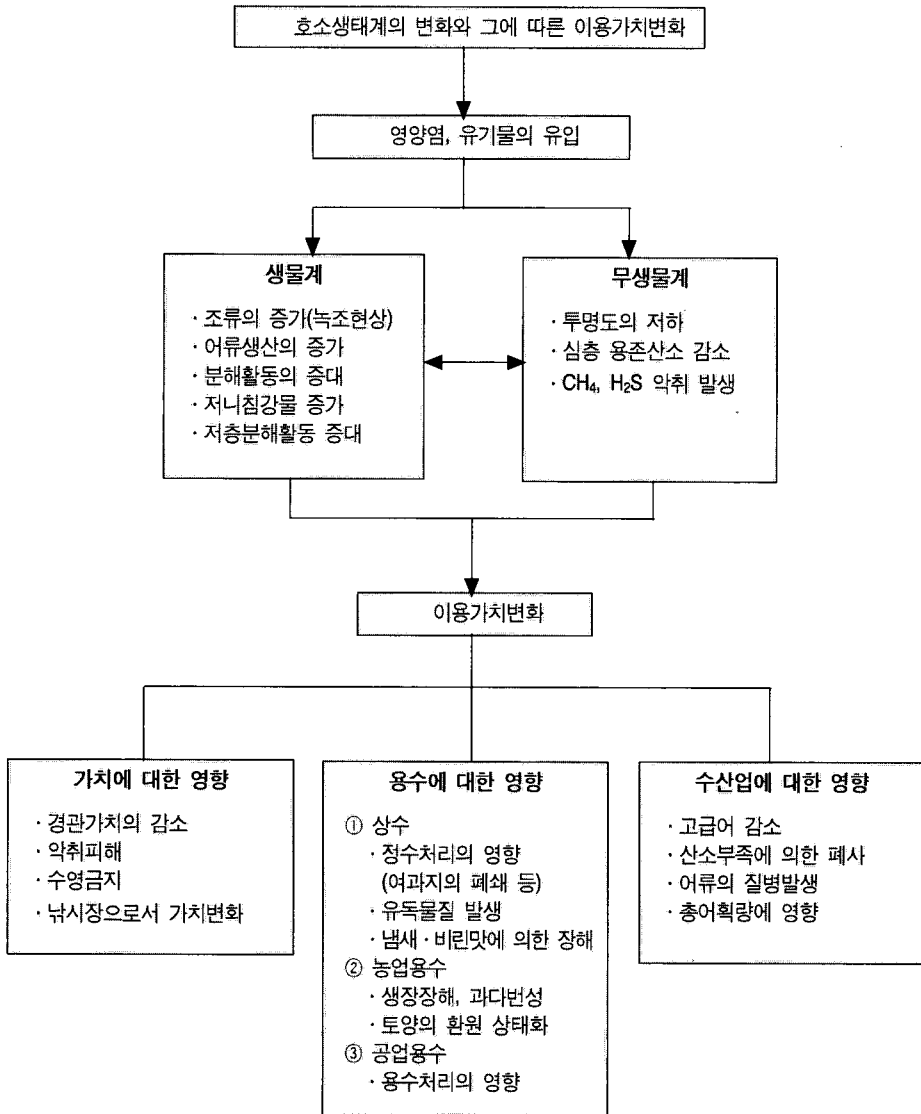 호소생태계의 변화와 그에 따른 이용가치변화
영양염, 유기물의 유입
생물계
· 조류의 증가(녹조현상)
· 어류생산의 증가
· 분해활동의 증대
· 저니침강물 증가
· 저층분해활동 증대
무생물계
· 투명도의 저하
· 심층 용존산소 감소
· CH₄, H₂S 악취 발생
이용가치변화
가치에 대한 영향
· 경관가치의 감소
· 악취피해
· 수영금지
· 낚시장으로서 가치변화
용수에 대한 영향
① 상수
· 정수처리의 영향
(여과지의 폐쇄 등)
· 유독물질 발생
· 냄새 · 비린맛에 의한 장해
② 농업용수
· 생장장해, 과다번성
· 토양의 환원 상태화
③ 공업용수
· 용수처리의 영향
수산업에 대한 영향
· 고급어 감소
· 산소부족에 의한 폐사
· 어류의 질병발생
· 총어획량에 영향